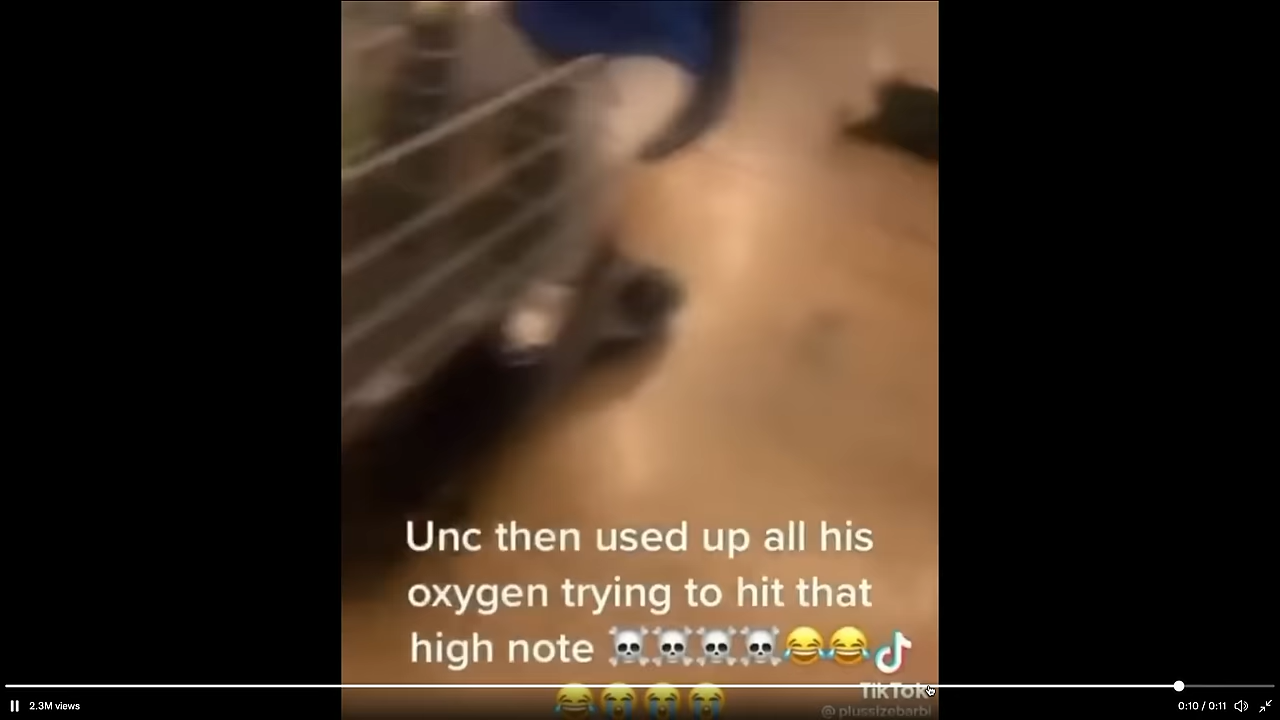 Unc then used up all his
oxygen trying to hit that
high note ☠️☠️☠️☠️😂😂
😂😭😭😭
TikTok
@plussizebarbi
2.3M views
0:10 / 0:11